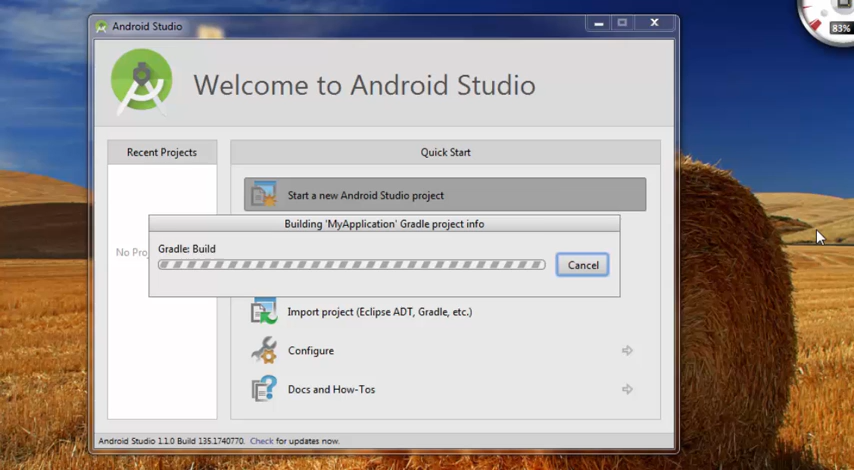 Android Studio
83%
Welcome to Android Studio
Recent Projects
Quick Start
Start a new Android Studio project
Building 'MyApplication' Gradle project info
Gradle: Build
No
Cancel
Import project (Eclipse ADT, Gradle, etc.)
Configure
Docs and How-Tos
Android Studio 1.1.0 Build 135.1740770. Check for updates now.